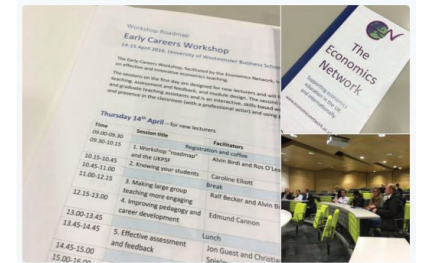 Workshop Roadmap
Early Careers Workshop
14-15 April 2016, University of Westminster Business School
The Early Careers Workshop, facilitated by the Economics Network,
on effective and innovative economics teaching.
The sessions on the first day are designed for new lecturers and will
teaching, assessment and feedback, and module design. The second
and graduate teaching assistants and is an interactive, skills based
and presence in the classroom (with a professional actor) and using
Thursday 14th April – for new lecturers
Time Session title Facilitators
09.00-09.30 Registration and coffee
09.30-10.15 1. Workshop "roadmap" and the UKPSF Alvin Birdi and Ros O'Leary
10.15-10.45 2. Knowing your students Caroline Elliott
10.45-11.00 Break
11.00-12.15 3. Making large group teaching more engaging Ralf Becker and Alvin
12.15-13.00 4. Improving pedagogy and career development Edmund Cannon
13.00-13.45 Lunch
13.45-14.45 5. Effective assessment and feedback Jon Guest and
14.45-15.00
15.00-16.00
The
Economics
Network
Supporting economics
education in the UK
and internationally